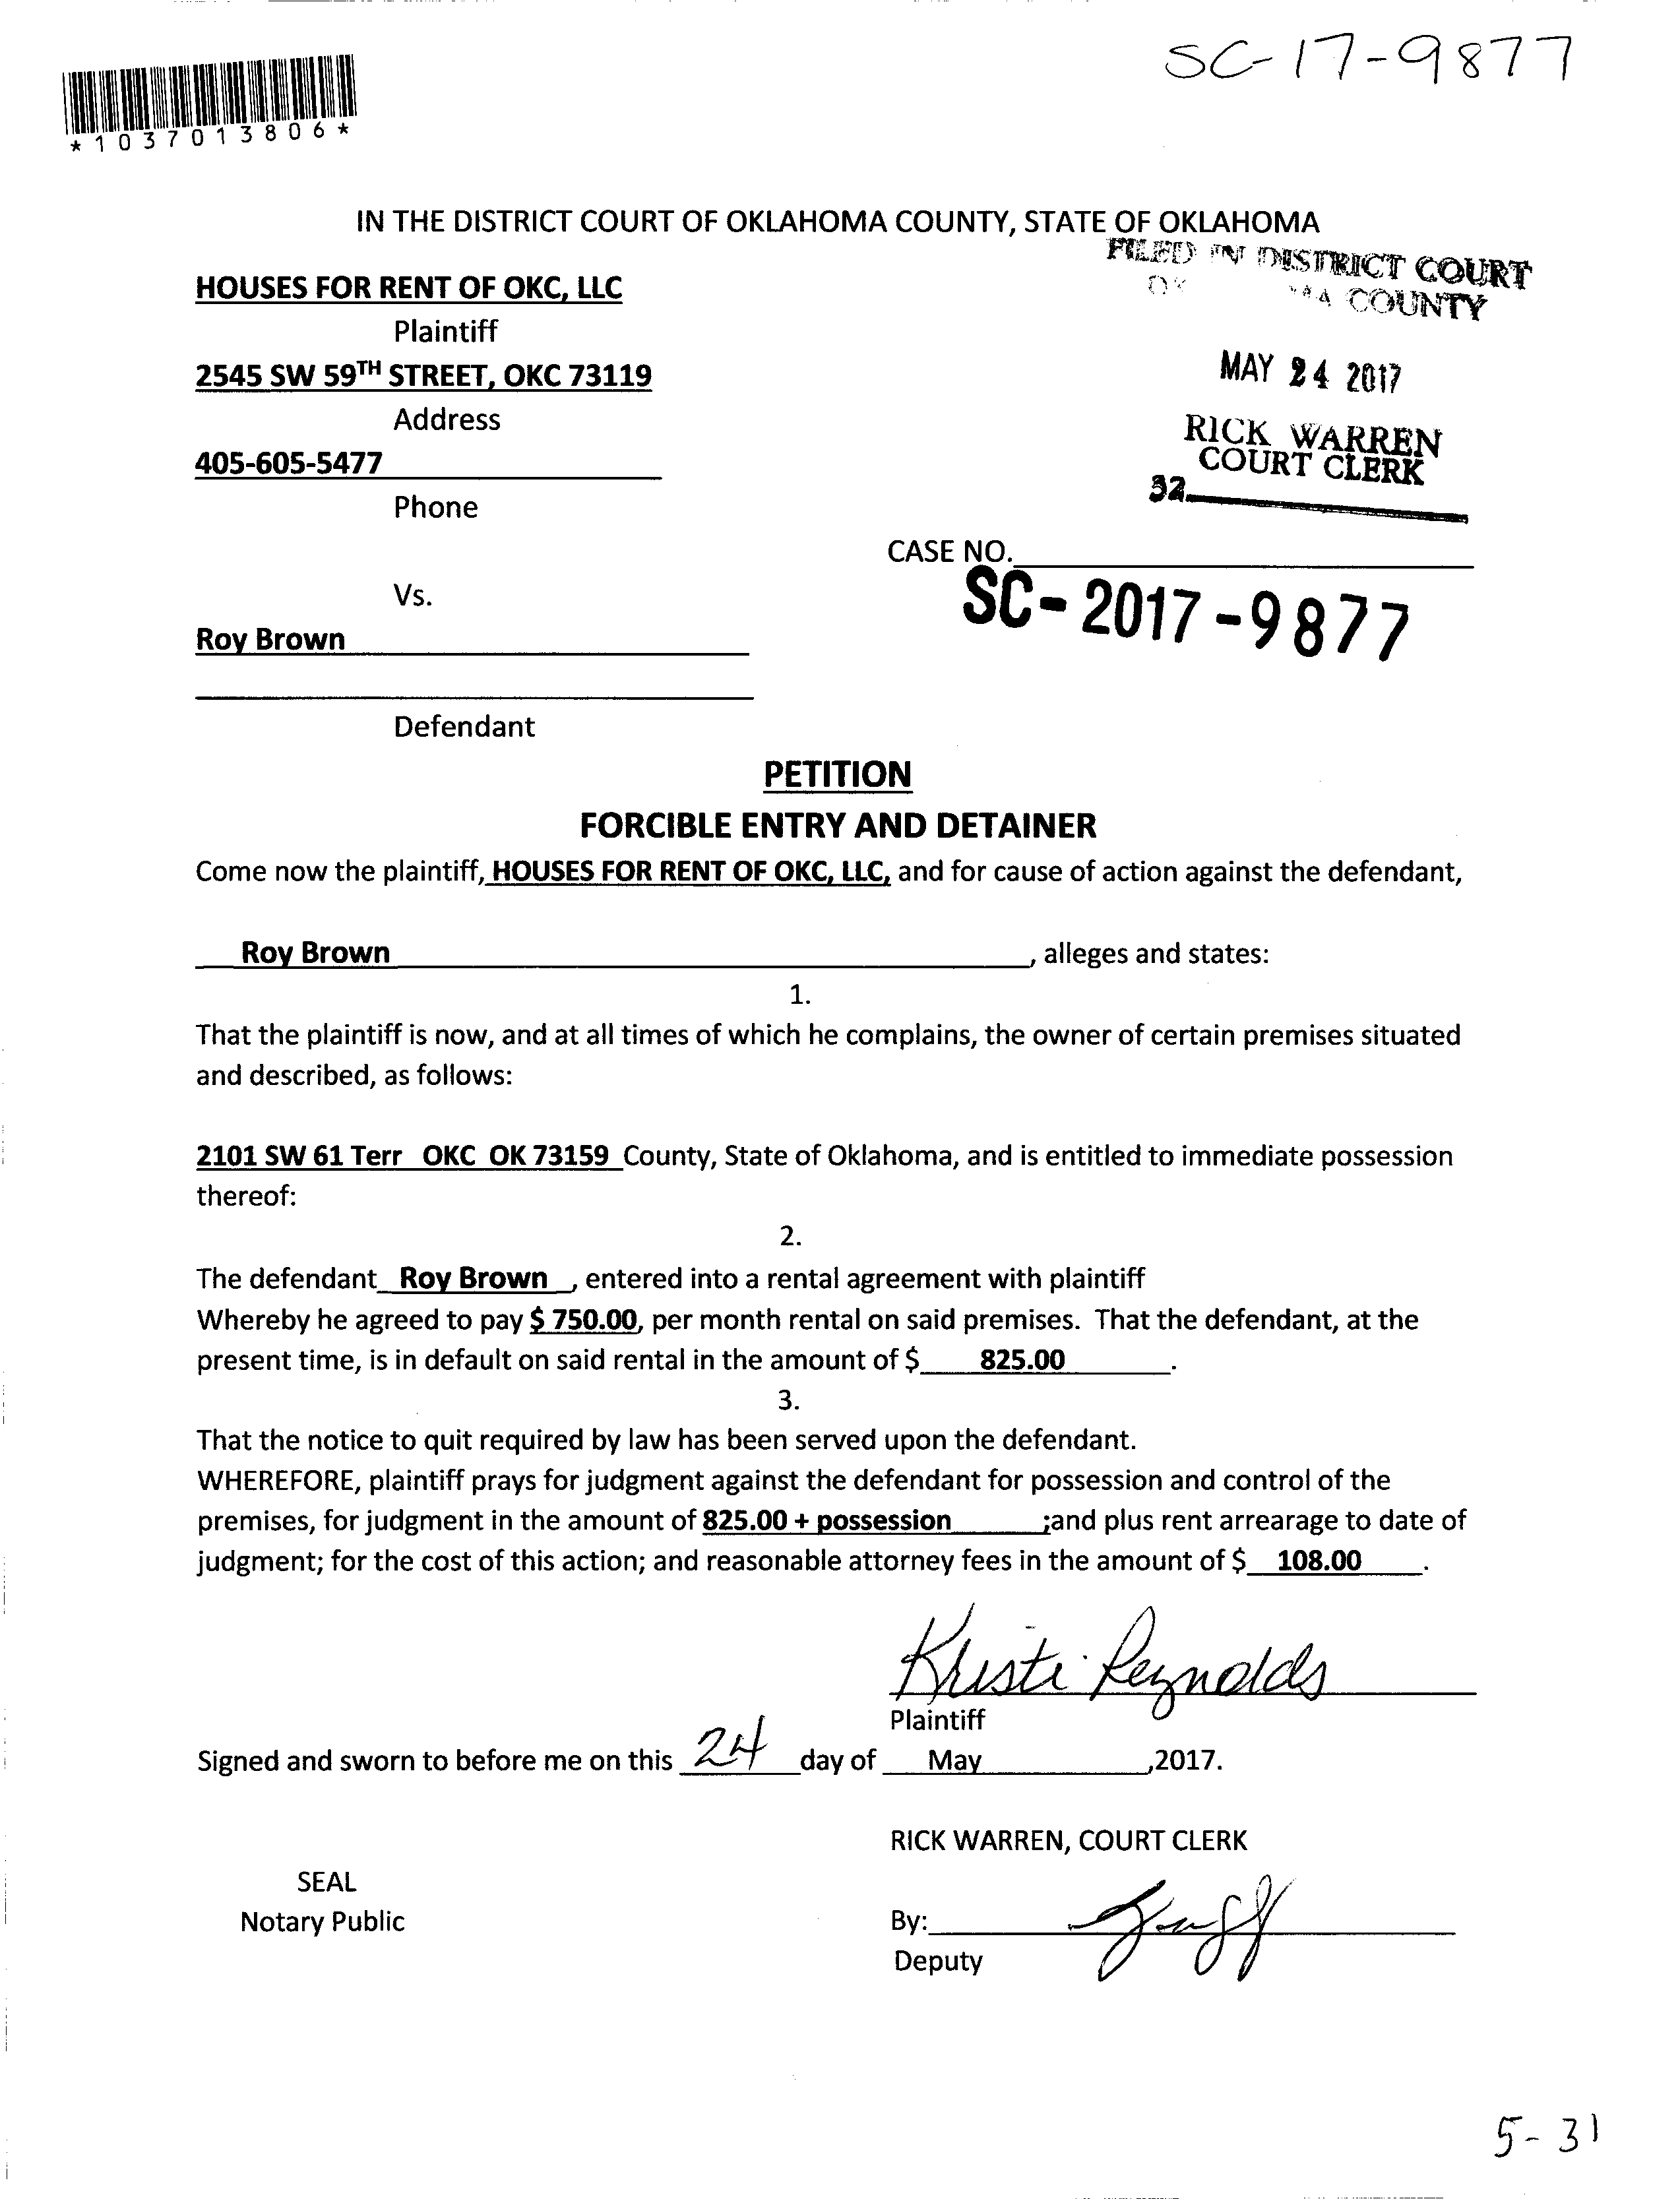 SC-17-9877
*1037013806*
IN THE DISTRICT COURT OF OKLAHOMA COUNTY, STATE OF OKLAHOMA
FILED IN DISTRICT COURT
COUNTY
HOUSES FOR RENT OF OKC, LLC
Plaintiff
2545 SW 59TH STREET, OKC 73119
MAY 24 2017
Address
RICK WARREN
COURT CLERK
405-605-5477
32
Phone
CASE NO.
SC-2017-9877
Vs.
Roy Brown
Defendant
PETITION
FORCIBLE ENTRY AND DETAINER
Come now the plaintiff, HOUSES FOR RENT OF OKC, LLC, and for cause of action against the defendant,
Roy Brown, alleges and states:
1.
That the plaintiff is now, and at all times of which he complains, the owner of certain premises situated
and described, as follows:
2101 SW 61 Terr OKC OK 73159 County, State of Oklahoma, and is entitled to immediate possession
thereof:
2.
The defendant Roy Brown , entered into a rental agreement with plaintiff
Whereby he agreed to pay $ 750.00, per month rental on said premises. That the defendant, at the
present time, is in default on said rental in the amount of $ 825.00 .
3.
That the notice to quit required by law has been served upon the defendant.
WHEREFORE, plaintiff prays for judgment against the defendant for possession and control of the
premises, for judgment in the amount of 825.00 + possession ;and plus rent arrearage to date of
judgment; for the cost of this action; and reasonable attorney fees in the amount of $ 108.00 .
Kristi Reynolds
Plaintiff
Signed and sworn to before me on this 24 day of May ,2017.
RICK WARREN, COURT CLERK
SEAL
Notary Public
By:
Deputy
5-31